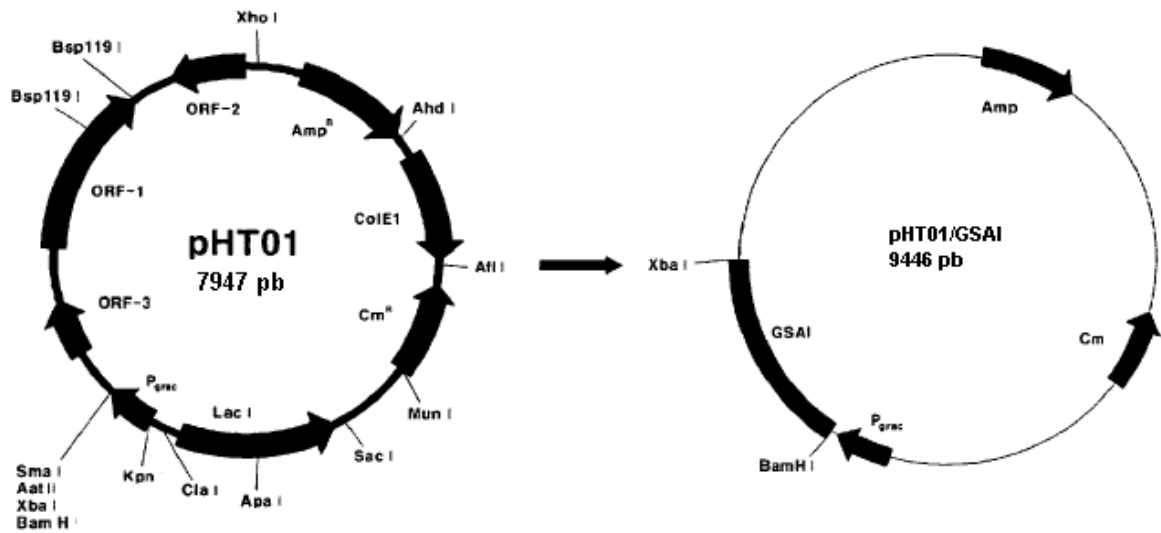 Xho I
Bsp119 I
Bsp119 I
ORF-2
Amp^R
Ahd I
ORF-1
ColE1
pHT01
7947 pb
Afl I
ORF-3
Cm^R
P_grac
Lac I
Mun I
Sac I
Kpn
Cla I
Apa I
Sma I
Aat II
Xba I
Bam H I
Amp
pHT01/GSAI
9446 pb
Xba I
GSAI
Cm
P_grac
BamH I